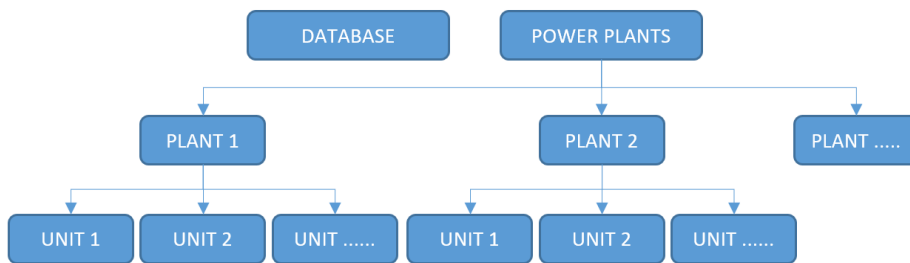 DATABASE
POWER PLANTS
PLANT 1
PLANT 2
PLANT .....
UNIT 1
UNIT 2
UNIT ......
UNIT 1
UNIT 2
UNIT ......